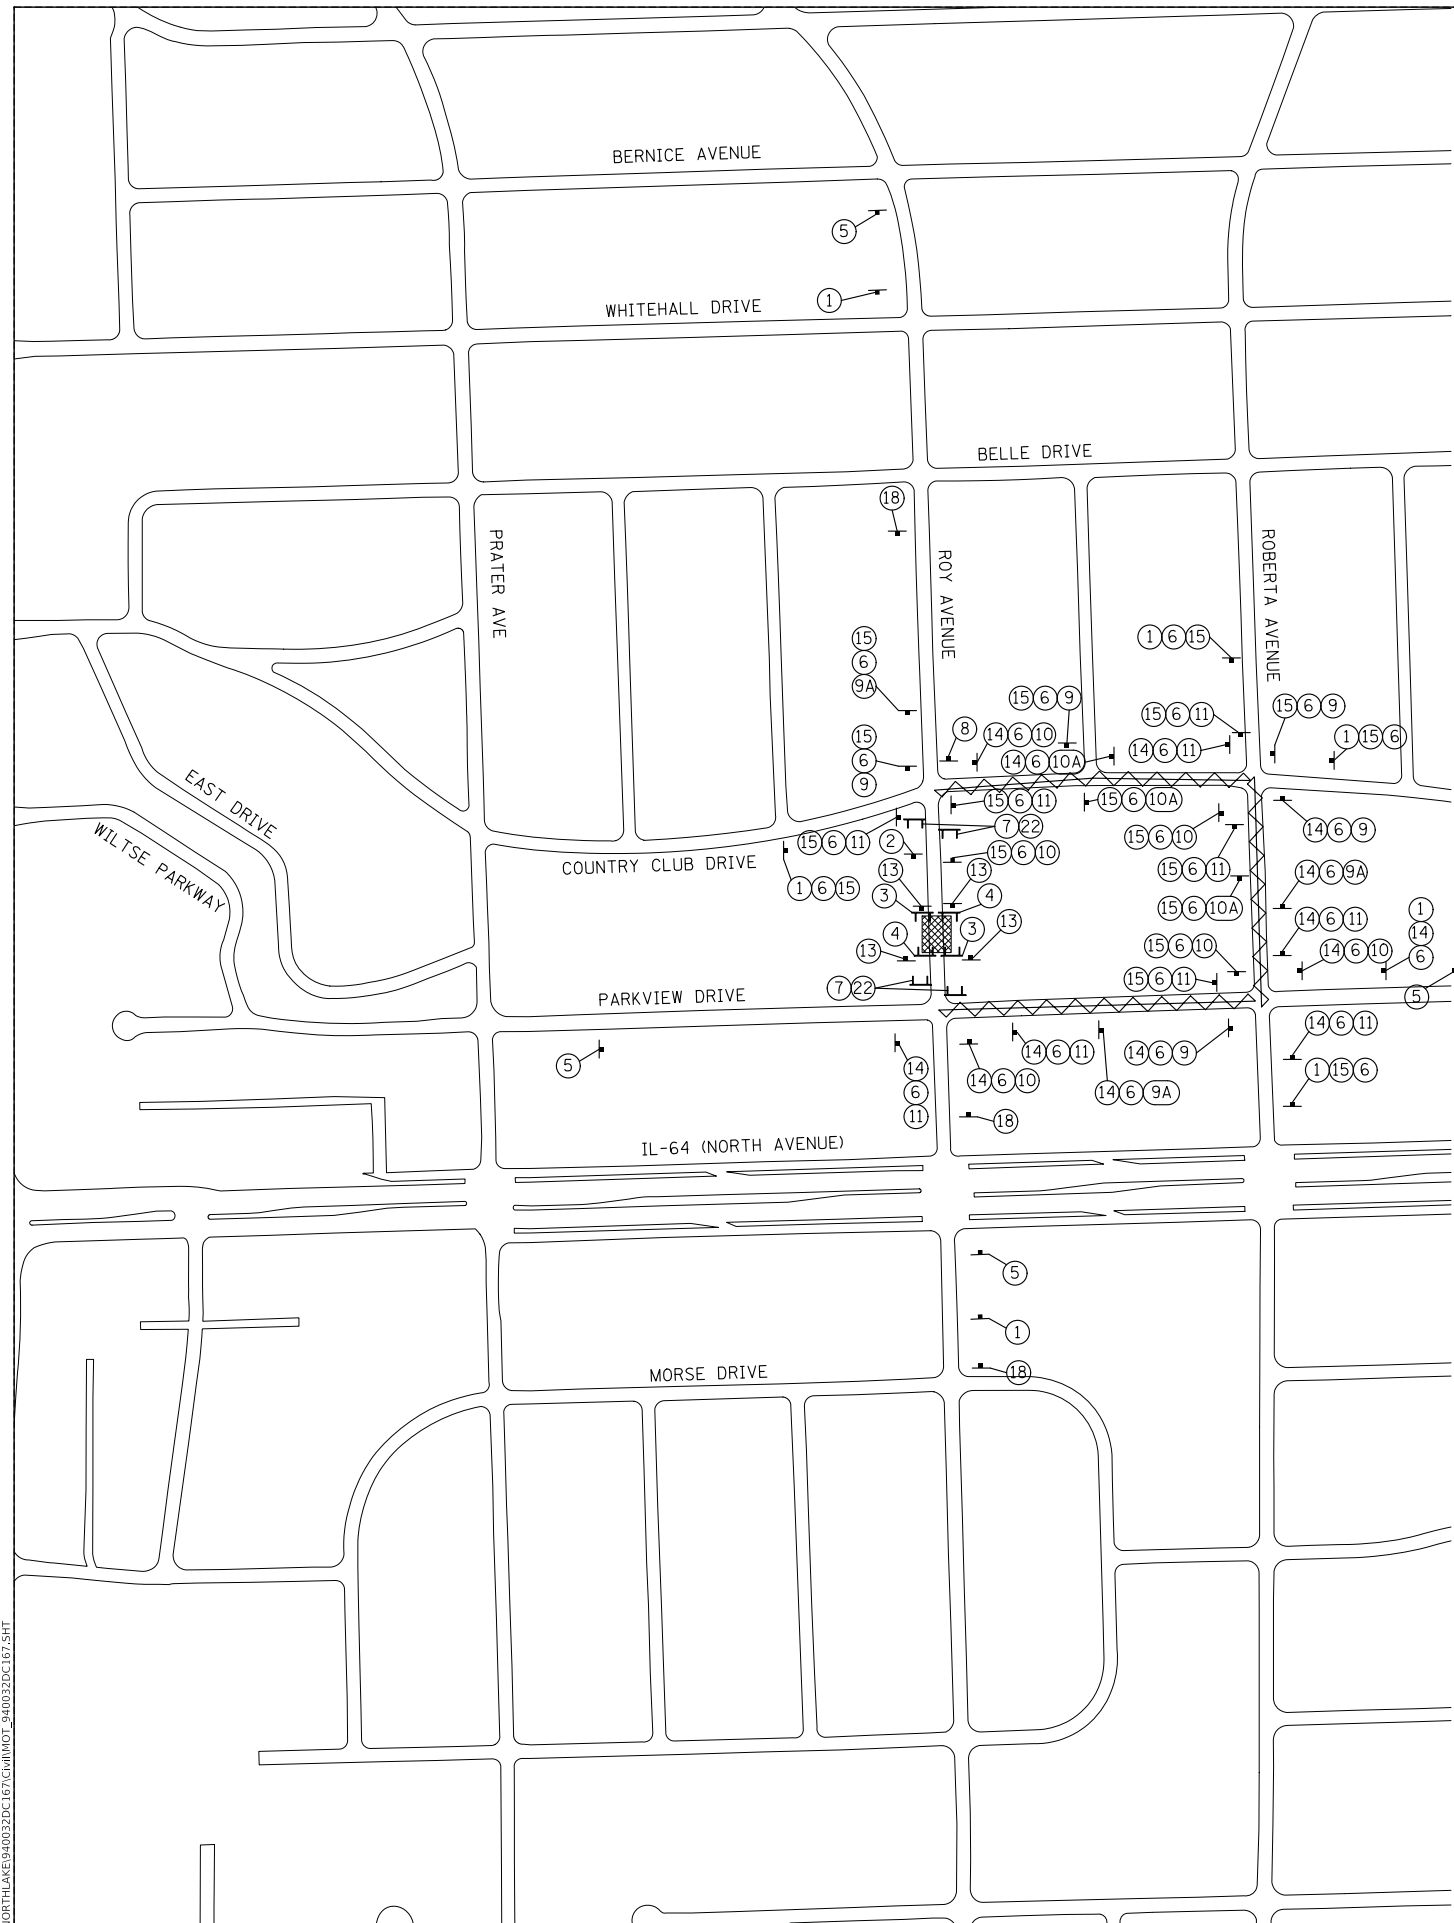 BERNICE AVENUE
5
1
WHITEHALL DRIVE
BELLE DRIVE
18
PRATER AVE
ROY AVENUE
ROBERTA AVENUE
15
6
9A
1 6 15
15 6 9
15 6 9
15 6 11
1 15 6
8
14 6 10
14 6 11
15
6
9
14 6 10A
15 6 11
15 6 10A
EAST DRIVE
WILTSE PARKWAY
7 22
15 6 10
14 6 9
15 6 11
2
15 6 10
COUNTRY CLUB DRIVE
13
13
15 6 11
14 6 9A
1 6 15
3
4
15 6 10A
1
14
6
13
14 6 11
4
3
13
15 6 10
14 6 10
15 6 11
7 22
PARKVIEW DRIVE
5
14 6 11
5
14
6
11
14 6 11
14 6 9
14 6 10
14 6 9A
1 15 6
18
IL-64 (NORTH AVENUE)
5
1
MORSE DRIVE
18
NORTHLAKE\940032DC167\Civil\MOT_940032DC167.SHT